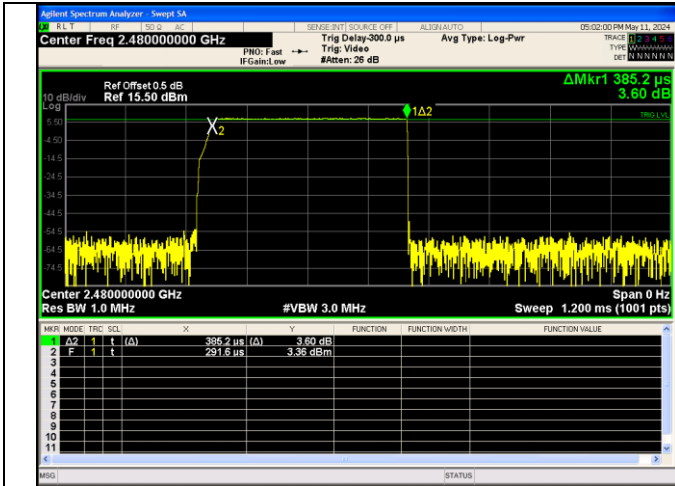 Agilent Spectrum Analyzer - Swept SA
RLT RF 50 Ω AC SENSE:INT SOURCE OFF ALIGN AUTO 05:02:00 PM May 11, 2024
Center Freq 2.480000000 GHz PNO: Fast IFGain:Low Trig Delay-300.0 µs Trig: Video #Atten: 26 dB Avg Type: Log-Pwr TRACE 1 2 3 4 5 6
TYPE WWWWWW
DET N N N N N N
ΔMkr1 385.2 µs
3.60 dB
Ref Offset 0.5 dB
10 dB/div Ref 15.50 dBm
Log
1Δ2
TRIG LVL
5.50
2
-4.50
-14.5
-24.5
-34.5
-44.5
-54.5
-64.5
-74.5
Center 2.480000000 GHz Span 0 Hz
Res BW 1.0 MHz #VBW 3.0 MHz Sweep 1.200 ms (1001 pts)
MKR MODE TRC SCL X Y FUNCTION FUNCTION WIDTH FUNCTION VALUE
1 Δ2 1 t (Δ) 385.2 µs (Δ) 3.60 dB
2 F 1 t 291.6 µs 3.36 dBm
3
4
5
6
7
8
9
10
11
MSG STATUS